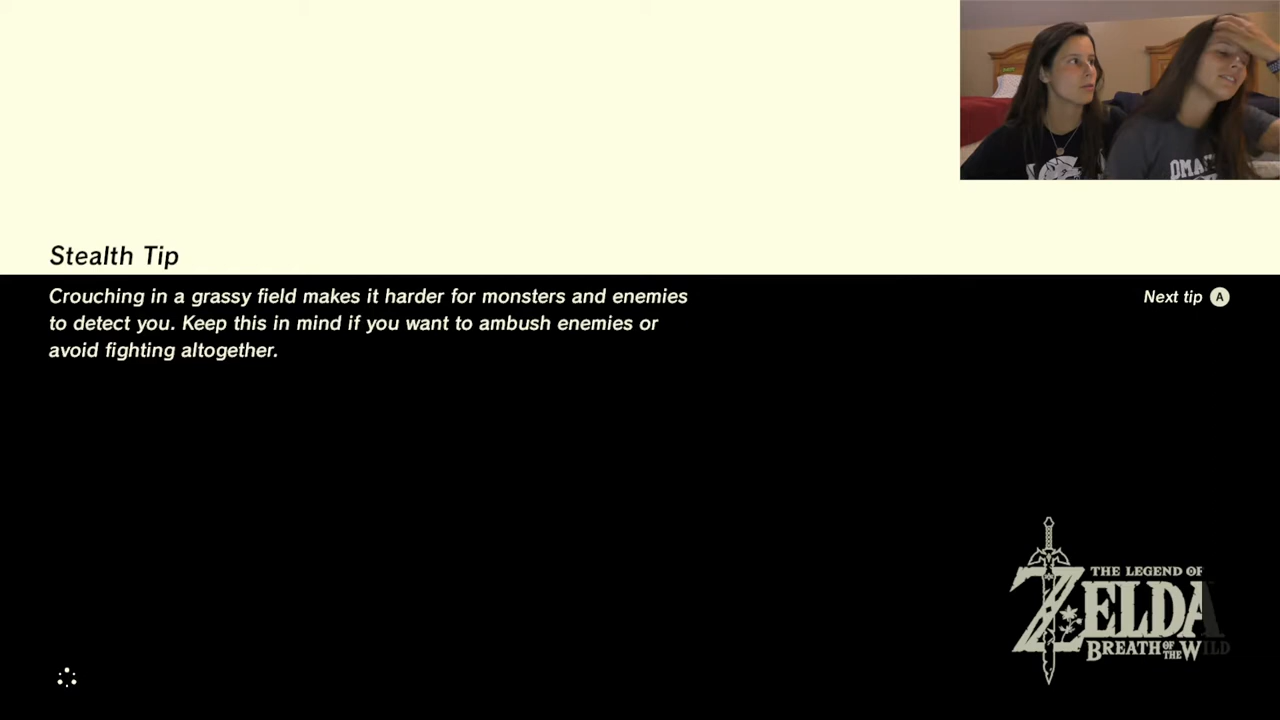 OMA
Stealth Tip
Crouching in a grassy field makes it harder for monsters and enemies
to detect you. Keep this in mind if you want to ambush enemies or
avoid fighting altogether.
Next tip A
THE LEGEND OF
ZELDA
BREATH OF THE WILD